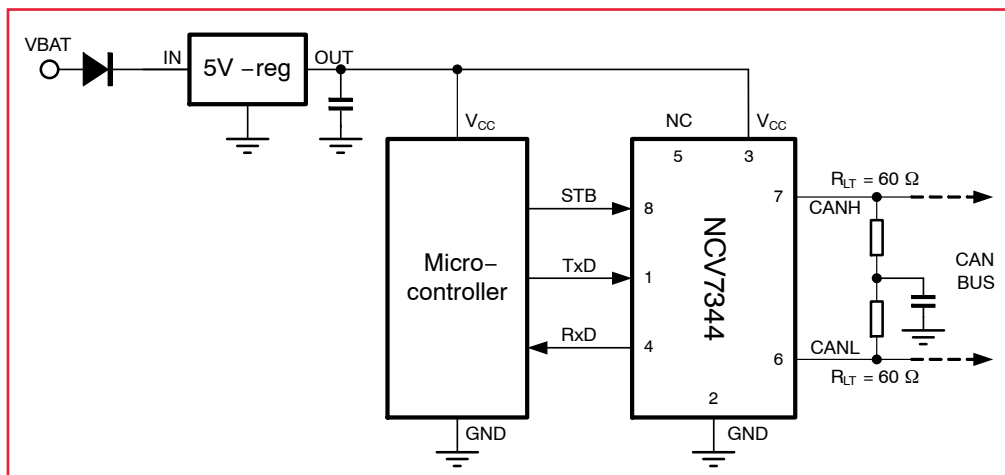 VBAT
IN
5V –reg
OUT
VCC
NC
VCC
5
3
RLT = 60 Ω
7
CANH
STB
8
Micro–
controller
TxD
1
NCV7344
CAN
BUS
RxD
4
6
CANL
RLT = 60 Ω
2
GND
GND